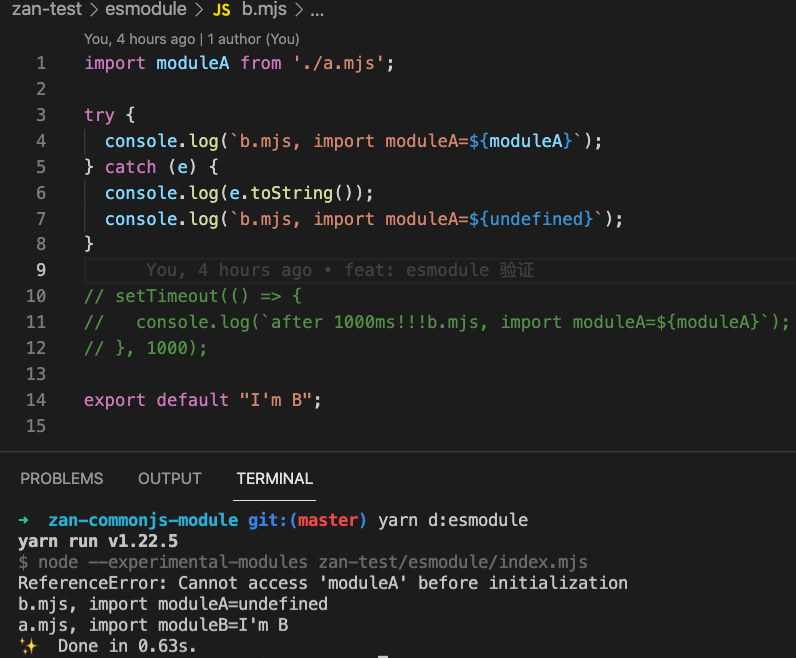 zan-test > esmodule > JS b.mjs > ...
You, 4 hours ago | 1 author (You)
1 import moduleA from './a.mjs';
2
3 try {
4 console.log(`b.mjs, import moduleA=${moduleA}`);
5 } catch (e) {
6 console.log(e.toString());
7 console.log(`b.mjs, import moduleA=${undefined}`);
8 }
9 You, 4 hours ago • feat: esmodule 验证
10 // setTimeout(() => {
11 //   console.log(`after 1000ms!!!b.mjs, import moduleA=${moduleA}`);
12 // }, 1000);
13
14 export default "I'm B";
15
PROBLEMS OUTPUT TERMINAL
➜ zan-commonjs-module git:(master) yarn d:esmodule
yarn run v1.22.5
$ node --experimental-modules zan-test/esmodule/index.mjs
ReferenceError: Cannot access 'moduleA' before initialization
b.mjs, import moduleA=undefined
a.mjs, import moduleB=I'm B
✨ Done in 0.63s.